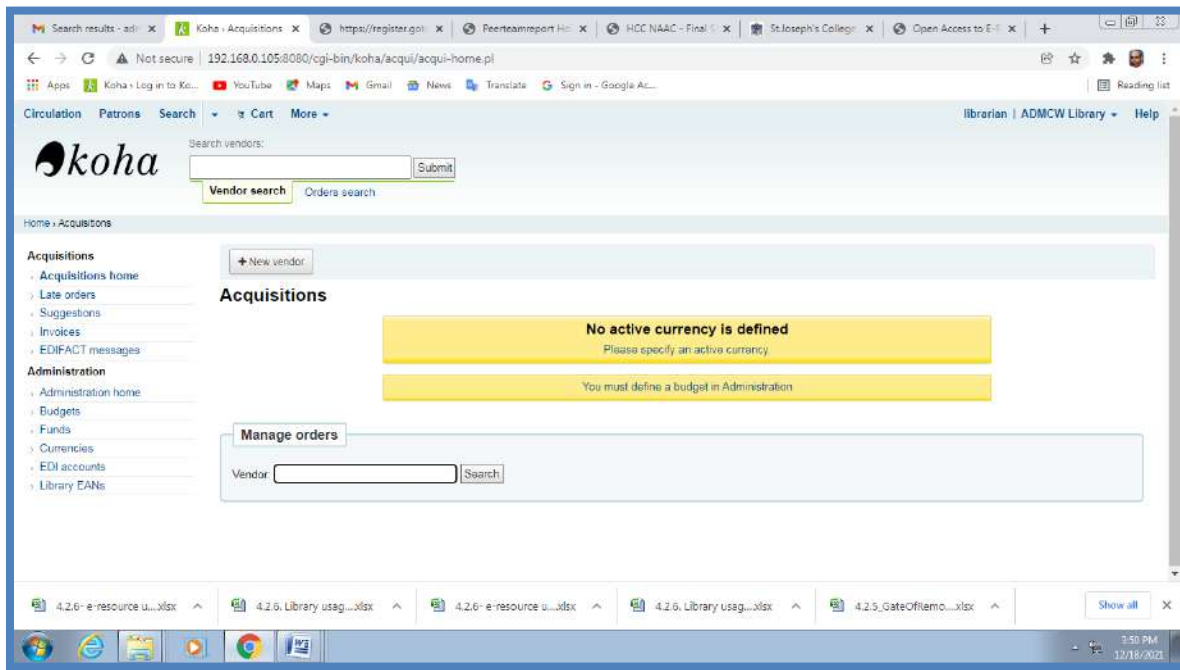 Search results - adr
Koha › Acquisitions
https://register.got
Peerteamreport Ho
HCC NAAC - Final
St.Joseph's College
Open Access to E-
Not secure | 192.168.0.105:8080/cgi-bin/koha/acqui/acqui-home.pl
Apps Koha › Log in to Ko... YouTube Maps Gmail News Translate Sign in - Google Ac... Reading list
Circulation Patrons Search Cart More librarian | ADMCW Library Help
koha
Search vendors:
Submit
Vendor search Orders search
Home › Acquisitions
Acquisitions
Acquisitions home
Late orders
Suggestions
Invoices
EDIFACT messages
Administration
Administration home
Budgets
Funds
Currencies
EDI accounts
Library EANs
+ New vendor
Acquisitions
No active currency is defined
Please specify an active currency
You must define a budget in Administration
Manage orders
Vendor: Search
4.2.6- e-resource u....xlsx 4.2.6. Library usag....xlsx 4.2.6- e-resource u....xlsx 4.2.6. Library usag....xlsx 4.2.5_GateOfRemo....xlsx Show all
3:50 PM
12/18/2021